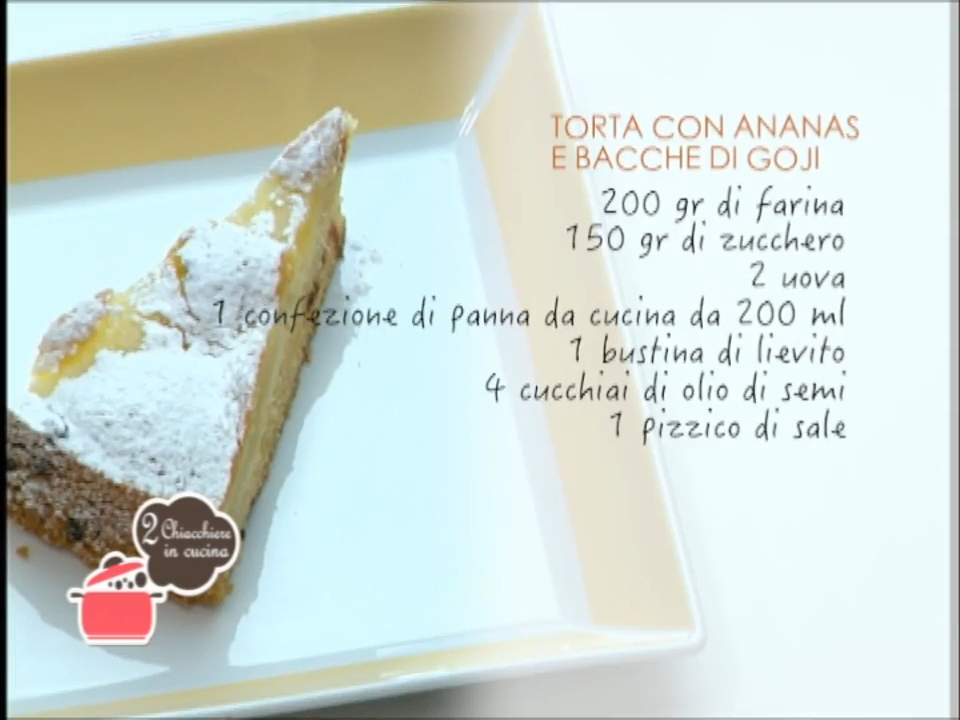 TORTA CON ANANAS
E BACCHE DI GOJI
200 gr di farina
150 gr di zucchero
2 uova
1 confezione di panna da cucina da 200 ml
1 bustina di lievito
4 cucchiai di olio di semi
1 pizzico di sale
2 Chiacchiere
in cucina